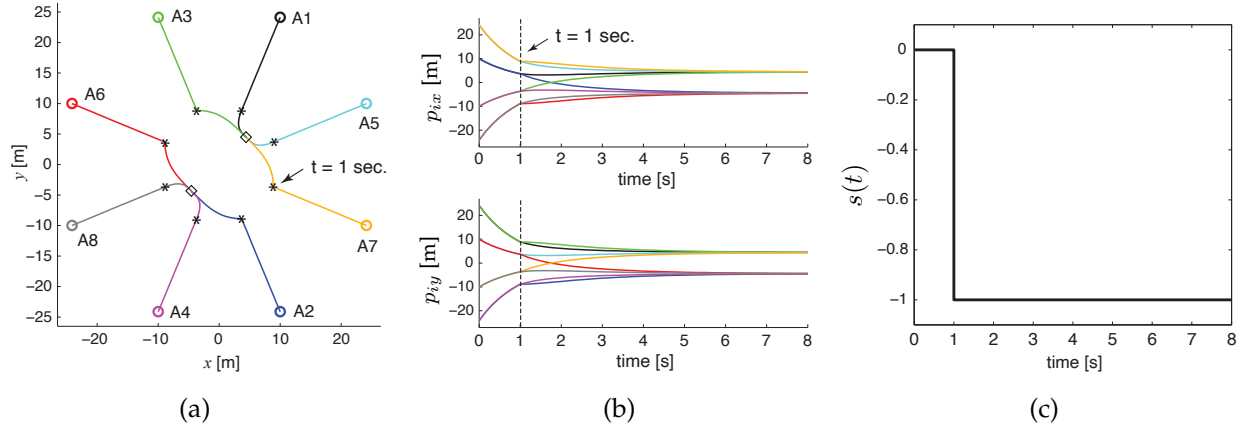 A3
A1
A6
A5
t = 1 sec.
A8
A7
A4
A2
25
20
15
10
5
0
−5
−10
−15
−20
−25
y [m]
−20
−10
0
10
20
x [m]
(a)
t = 1 sec.
20
10
0
−10
−20
p_ix [m]
0 1 2 3 4 5 6 7 8
time [s]
20
10
0
−10
−20
p_iy [m]
0 1 2 3 4 5 6 7 8
time [s]
(b)
0
−0.2
−0.4
−0.6
−0.8
−1
s(t)
0 1 2 3 4 5 6 7 8
time [s]
(c)